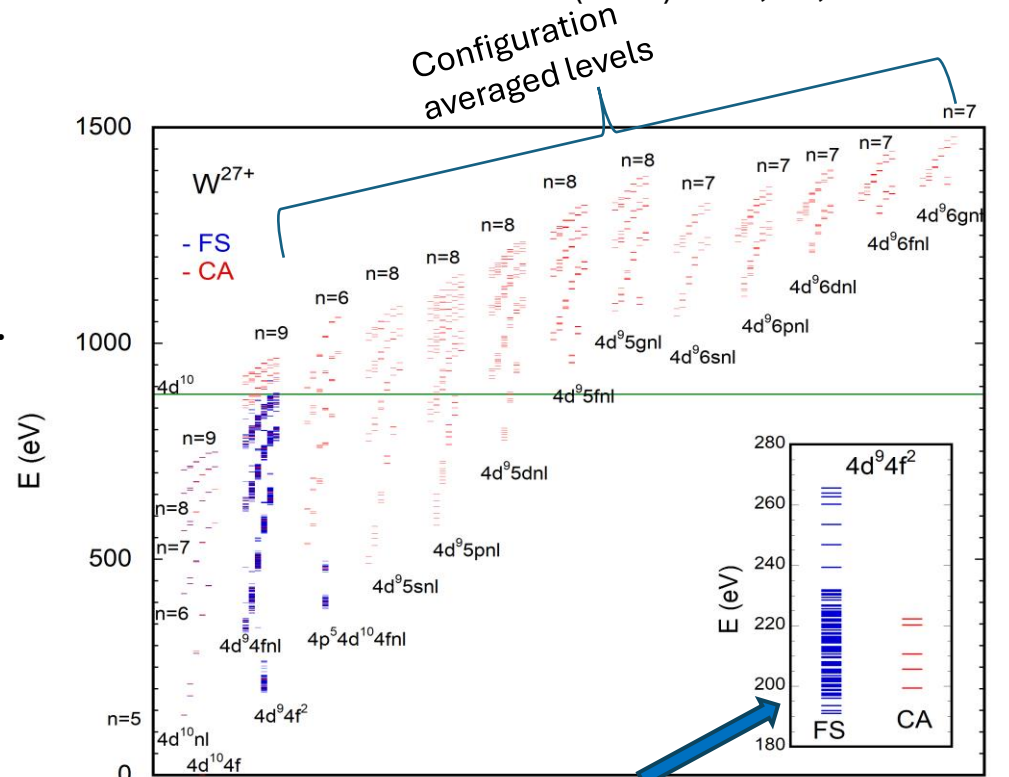 Configuration
averaged levels
n=7
1500
W²⁷⁺
- FS
- CA
n=8
n=8
n=7
n=7
n=7
n=7
4d⁹6gnl
4d⁹6fnl
n=8
n=8
n=8
n=6
n=9
4d⁹6dnl
4d⁹6pnl
1000
4d⁹5gnl
4d⁹6snl
4d¹⁰
4d⁹5fnl
n=9
4d⁹5dnl
n=8
n=7
4d⁹5pnl
500
4d⁹5snl
n=6
4d⁹4fnl
4p⁵4d¹⁰4fnl
4d⁹4f²
n=5
4d¹⁰nl
4d¹⁰4f
0
E (eV)
280
4d⁹4f²
260
240
220
200
180
E (eV)
FS
CA